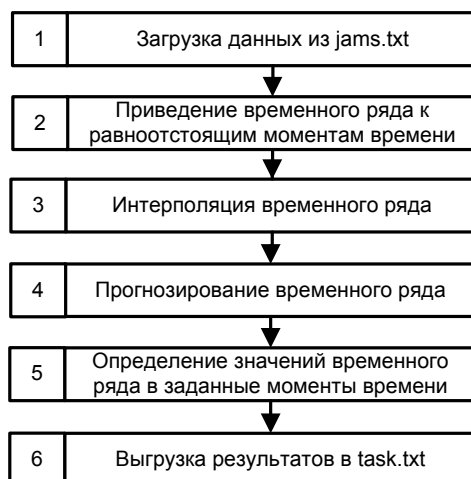 1 Загрузка данных из jams.txt
2 Приведение временного ряда к
равноотстоящим моментам времени
3 Интерполяция временного ряда
4 Прогнозирование временного ряда
5 Определение значений временного
ряда в заданные моменты времени
6 Выгрузка результатов в task.txt